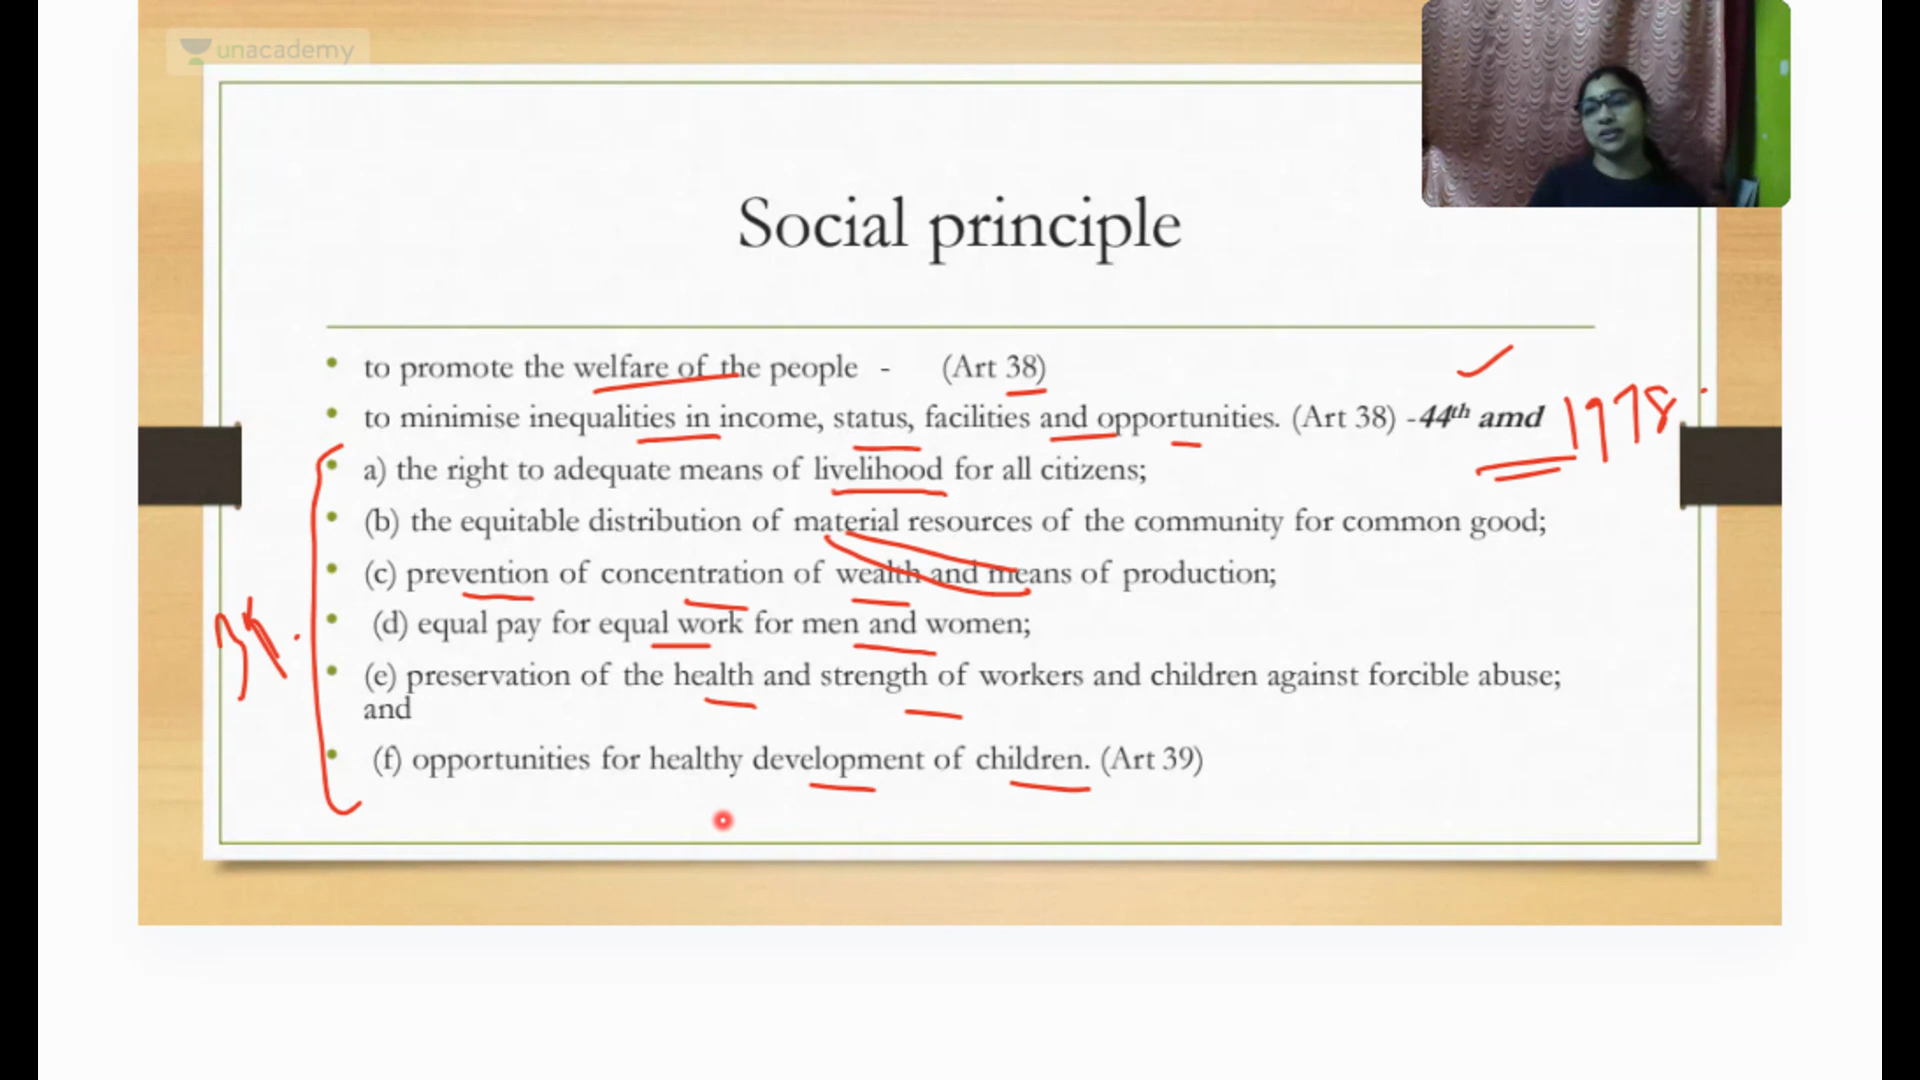 unacademy
Social principle
• to promote the welfare of the people - (Art 38)
• to minimise inequalities in income, status, facilities and opportunities. (Art 38) -44th amd 1978.
• a) the right to adequate means of livelihood for all citizens;
• (b) the equitable distribution of material resources of the community for common good;
• (c) prevention of concentration of wealth and means of production;
• (d) equal pay for equal work for men and women;
• (e) preservation of the health and strength of workers and children against forcible abuse;
and
• (f) opportunities for healthy development of children. (Art 39)